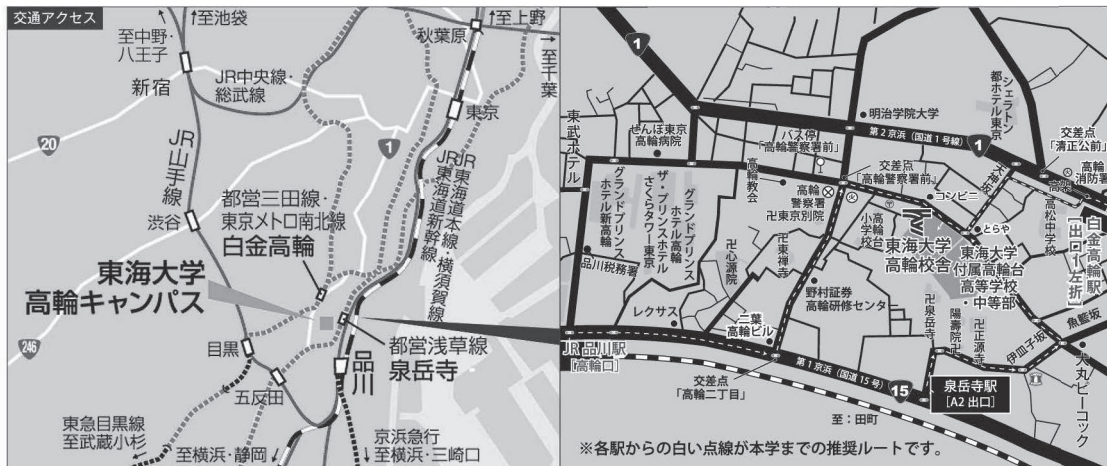 交通アクセス
↑至池袋
↑至上野
至中野・
八王子
秋葉原
至千葉
新宿
JR中央線・
総武線
東京
20
1
JR山手線
JR東海道本線・横須賀線
JR東海道新幹線
都営三田線・
東京メトロ南北線
白金高輪
渋谷
東海大学
高輪キャンパス
246
目黒
都営浅草線
泉岳寺
品川
五反田
東急目黒線
至武蔵小杉
至横浜・静岡
京浜急行
至横浜・三崎口
1
明治学院大学
シェラトン
都ホテル東京
東武ホテル
せんぽ東京
高輪病院
バス停
「高輪警察署前」
第2京浜(国道1号線)
1
交差点
「清正公前」
高輪
消防署
天神坂
高架
グランドプリンス
ホテル新高輪
ザ・プリンス
さくらタワー東京
グランドプリンス
ホテル高輪
高輪教会
高輪
警察署
卍東京別院
交差点
「高輪警察署前」
コンビニ
とらや
高松中学校
白金高輪駅
[出口1左折]
高輪台
小学校
東海大学
高輪校舎
東海大学
付属高輪台
高等学校
・中等部
品川税務署
卍心源院
卍東禅寺
野村証券
高輪研修センタ
卍泉岳寺
陽壽院卍
卍正源寺
伊皿子坂
魚籃坂
レクサス
二葉
高輪ビル
JR 品川駅
[高輪口]
第1京浜(国道15号)
15
泉岳寺駅
[A2 出口]
大丸ピーコック
交差点
「高輪二丁目」
至:田町
※各駅からの白い点線が本学までの推奨ルートです。